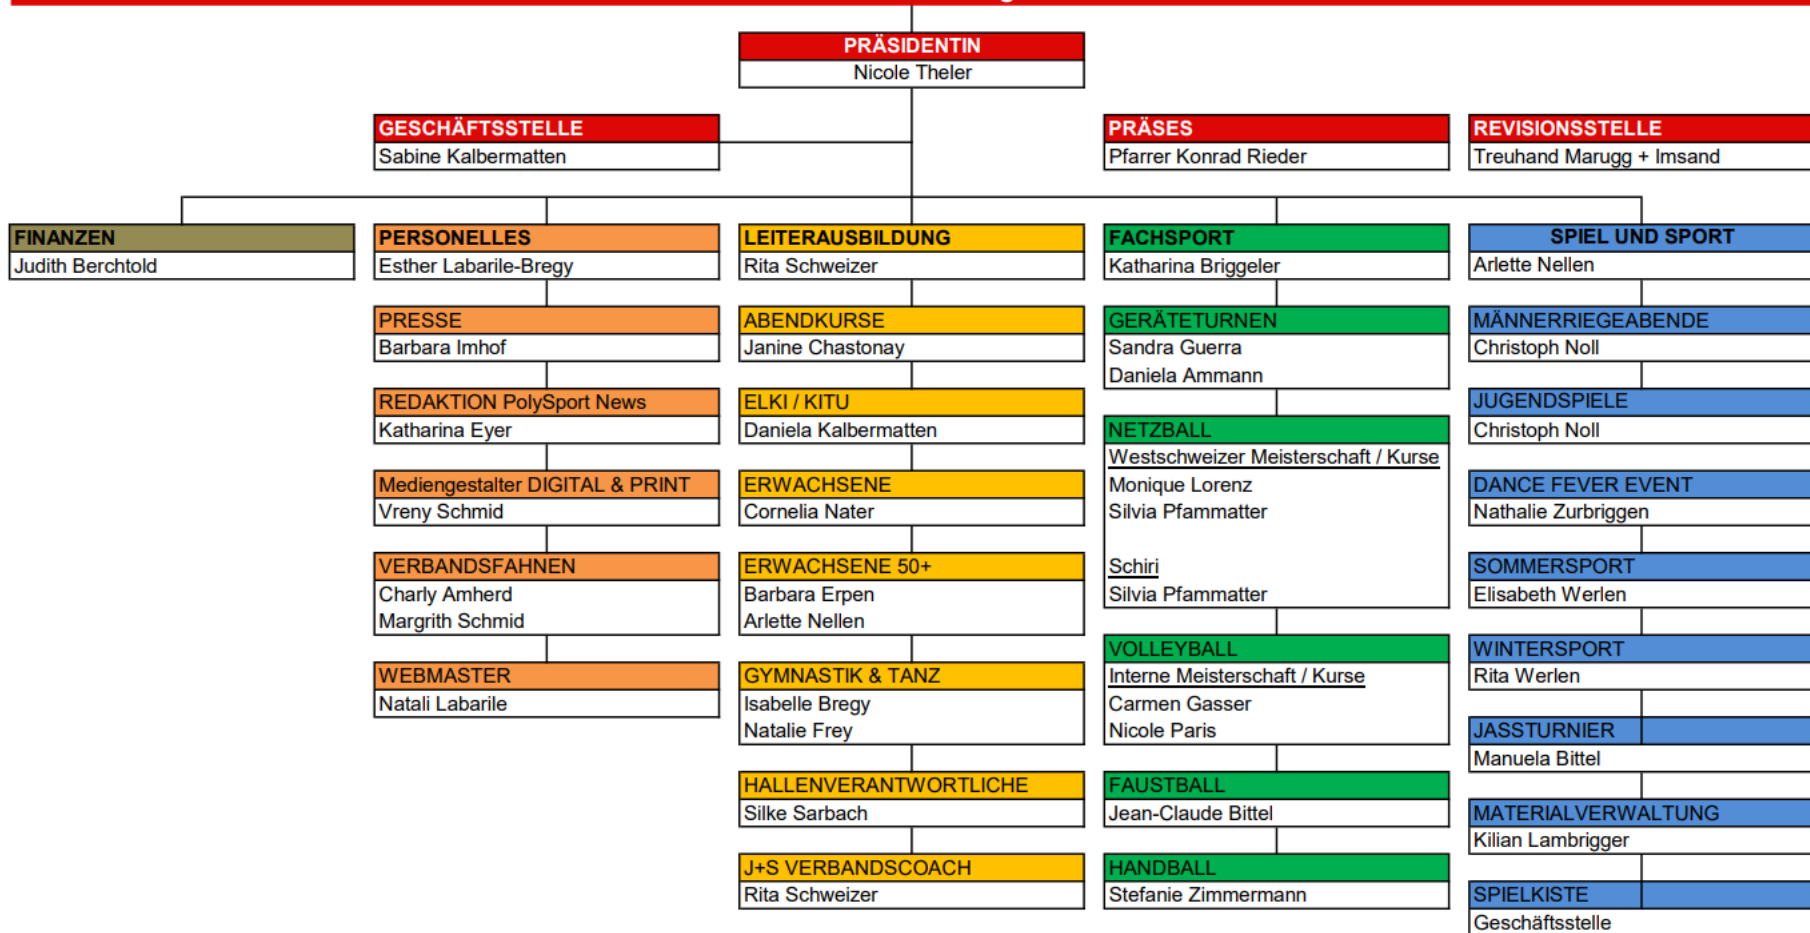 PRÄSIDENTIN
Nicole Theler
GESCHÄFTSSTELLE
Sabine Kalbermatten
PRÄSES
Pfarrer Konrad Rieder
REVISIONSSTELLE
Treuhand Marugg + Imsand
FINANZEN
Judith Berchtold
PERSONELLES
Esther Labarile-Bregy
PRESSE
Barbara Imhof
REDAKTION PolySport News
Katharina Eyer
Mediengestalter DIGITAL & PRINT
Vreny Schmid
VERBANDSFAHNEN
Charly Amherd
Margrith Schmid
WEBMASTER
Natali Labarile
LEITERAUSBILDUNG
Rita Schweizer
ABENDKURSE
Janine Chastonay
ELKI / KITU
Daniela Kalbermatten
ERWACHSENE
Cornelia Nater
ERWACHSENE 50+
Barbara Erpen
Arlette Nellen
GYMNASTIK & TANZ
Isabelle Bregy
Natalie Frey
HALLENVERANTWORTLICHE
Silke Sarbach
J+S VERBANDSCOACH
Rita Schweizer
FACHSPORT
Katharina Briggeler
GERÄTETURNEN
Sandra Guerra
Daniela Ammann
NETZBALL
Westschweizer Meisterschaft / Kurse
Monique Lorenz
Silvia Pfammatter
Schiri
Silvia Pfammatter
VOLLEYBALL
Interne Meisterschaft / Kurse
Carmen Gasser
Nicole Paris
FAUSTBALL
Jean-Claude Bittel
HANDBALL
Stefanie Zimmermann
SPIEL UND SPORT
Arlette Nellen
MÄNNERRIEGEABENDE
Christoph Noll
JUGENDSPIELE
Christoph Noll
DANCE FEVER EVENT
Nathalie Zurbriggen
SOMMERSPORT
Elisabeth Werlen
WINTERSPORT
Rita Werlen
JASSTURNIER
Manuela Bittel
MATERIALVERWALTUNG
Kilian Lambrigger
SPIELKISTE
Geschäftsstelle